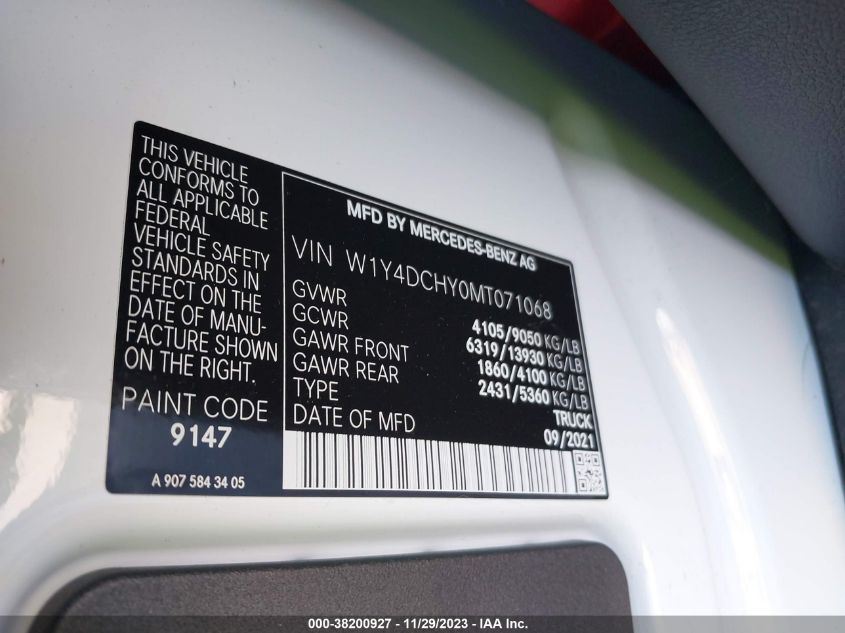 THIS VEHICLE
CONFORMS TO
ALL APPLICABLE
FEDERAL
VEHICLE SAFETY
STANDARDS IN
EFFECT ON THE
DATE OF MANU-
FACTURE SHOWN
ON THE RIGHT.
PAINT CODE
9147
A 907 584 34 05
MFD BY MERCEDES-BENZ AG
VIN W1Y4DCHY0MT071068
GVWR 4105/9050 KG/LB
GCWR 6319/13930 KG/LB
GAWR FRONT 1860/4100 KG/LB
GAWR REAR 2431/5360 KG/LB
TYPE TRUCK
DATE OF MFD 09/2021
000-38200927 - 11/29/2023 - IAA Inc.